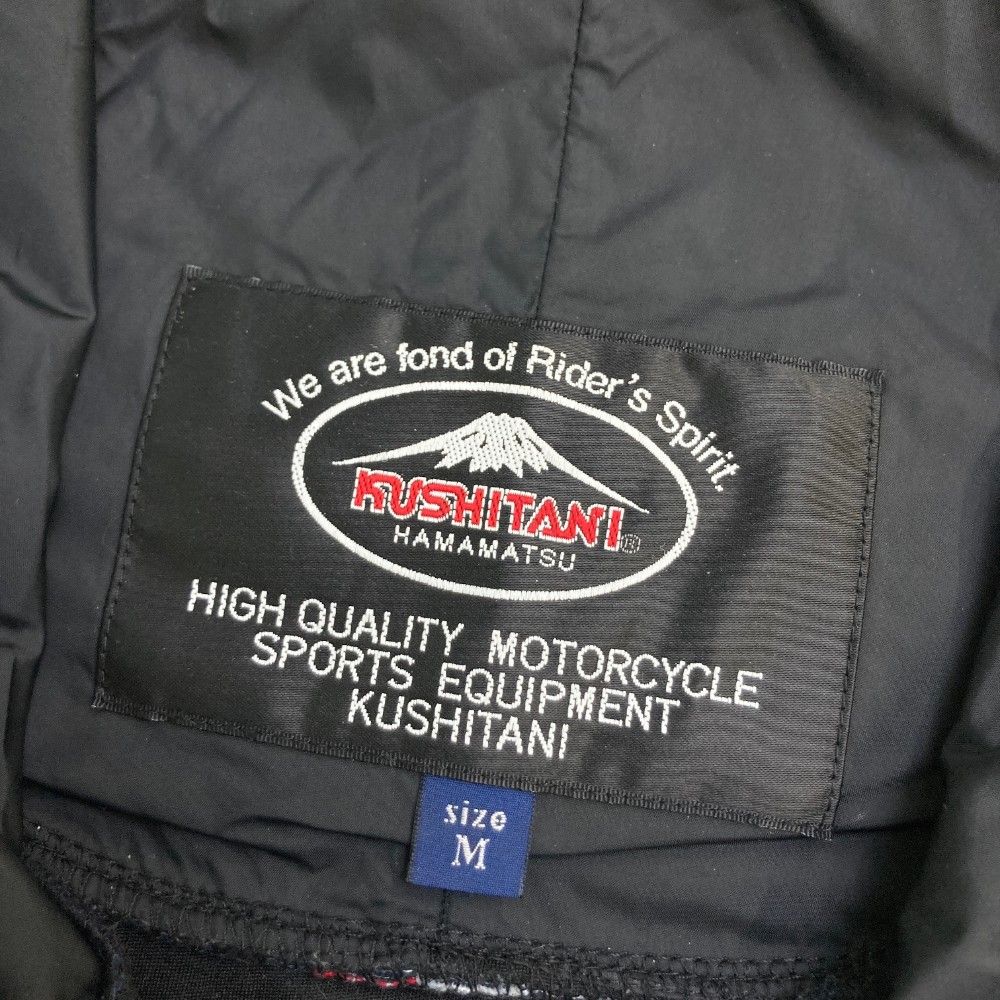 We are fond of Rider's Spirit.
KUSHITANI®
HAMAMATSU
HIGH QUALITY MOTORCYCLE
SPORTS EQUIPMENT
KUSHITANI
size
M